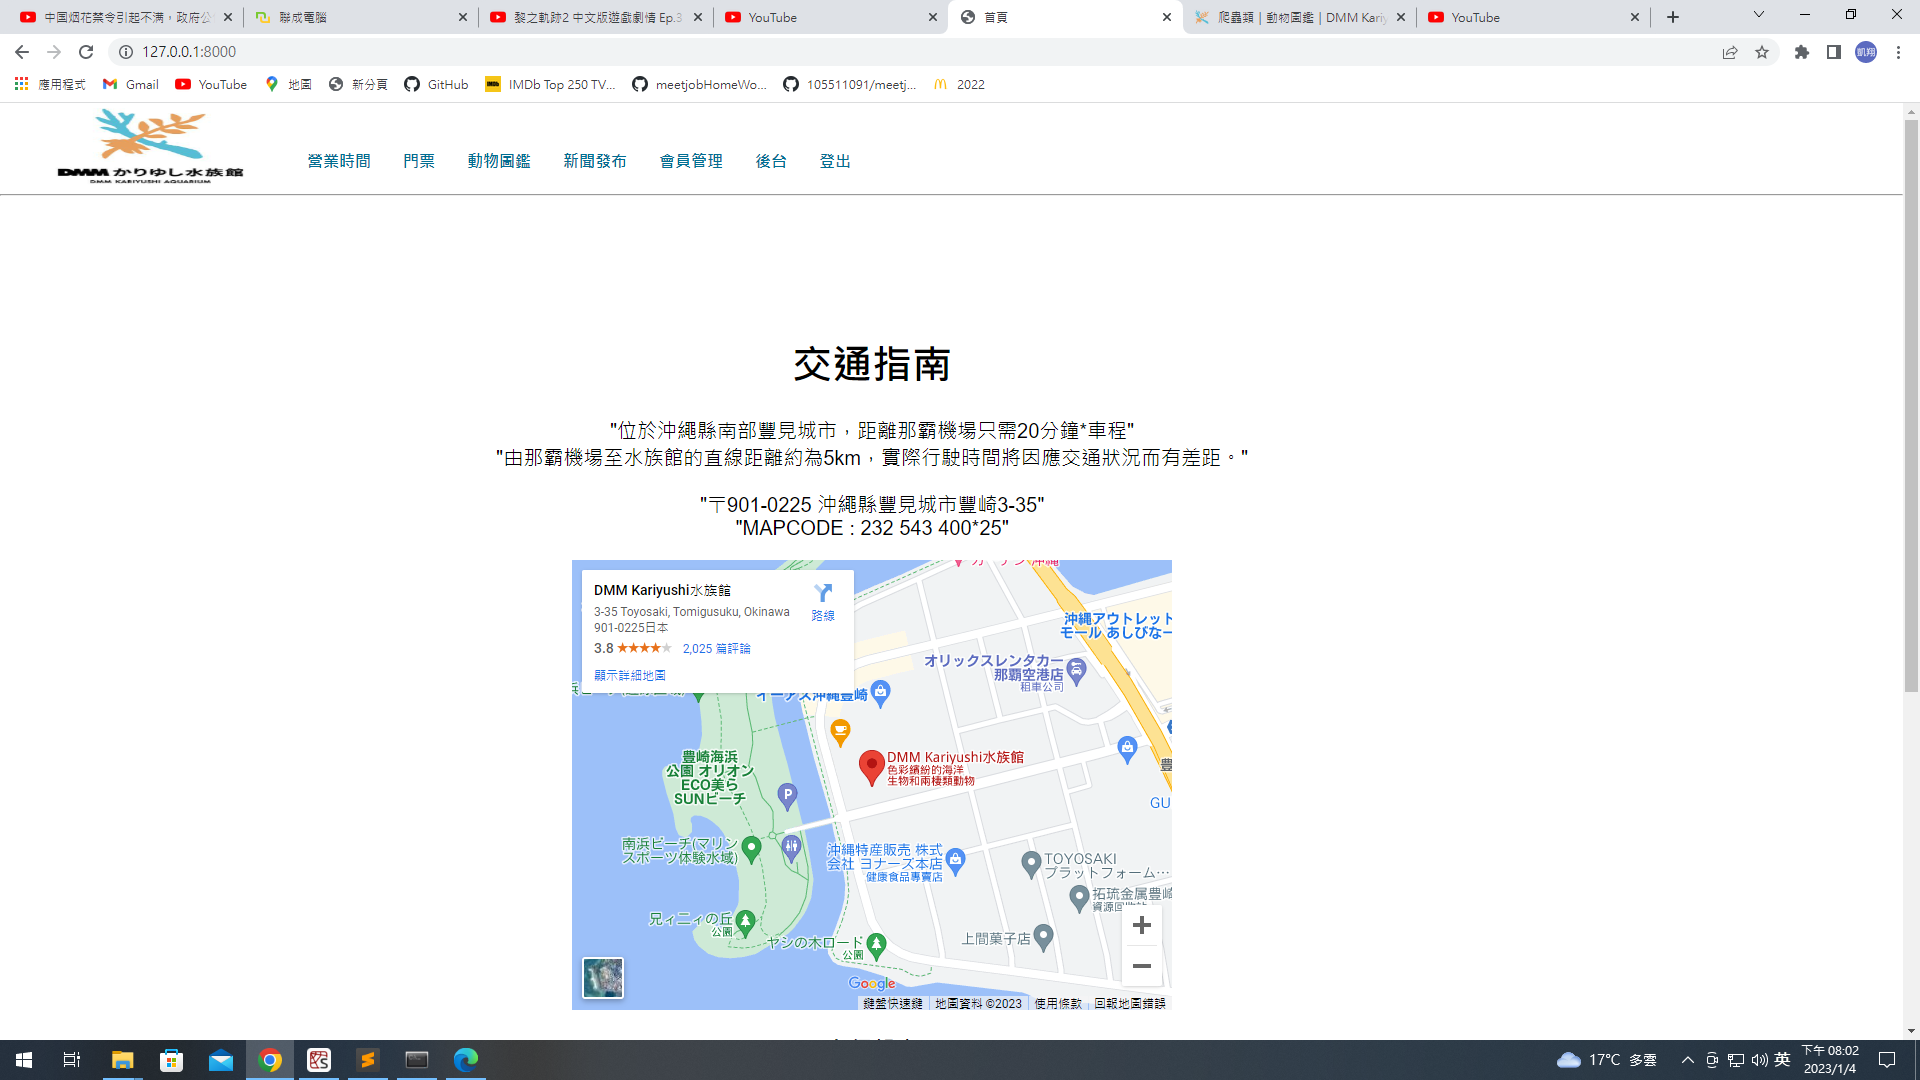 中国烟花禁令引起不满，政府公
聯成電腦
黎之軌跡2 中文版遊戲劇情 Ep.3
YouTube
首頁
爬蟲類 | 動物圖鑑 | DMM Kariy
YouTube
127.0.0.1:8000
凱翔
應用程式
Gmail
YouTube
地圖
新分頁
GitHub
IMDb Top 250 TV...
meetjobHomeWo...
105511091/meetj...
2022
DMM かりゆし水族館
DMM KARIYUSHI AQUARIUM
營業時間
門票
動物圖鑑
新聞發布
會員管理
後台
登出
交通指南
"位於沖繩縣南部豐見城市，距離那霸機場只需20分鐘*車程"
"由那霸機場至水族館的直線距離約為5km，實際行駛時間將因應交通狀況而有差距。"
"〒901-0225 沖繩縣豐見城市豐崎3-35"
"MAPCODE : 232 543 400*25"
DMM Kariyushi水族館
3-35 Toyosaki, Tomigusuku, Okinawa
901-0225日本
3.8
2,025 篇評論
顯示詳細地圖
路線
沖縄アウトレット
モール あしびなー
オリックスレンタカー
那覇空港店
租車公司
イーアス沖縄豊崎
DMM Kariyushi水族館
色彩繽紛的海洋
生物和兩棲類動物
豊崎海浜
公園 オリオン
ECO美ら
SUNビーチ
P
豊
GU
南浜ビーチ(マリン
スポーツ体験水域)
沖縄特産販売 株式
会社 ヨナーズ本店
健康食品專賣店
TOYOSAKI
プラットフォーム…
拓琉金属豊崎
資源回收站
兄ィニィの丘
公園
ヤシの木ロード
公園
上間菓子店
Google
鍵盤快速鍵
地圖資料 ©2023
使用條款
回報地圖錯誤
17°C 多雲
英
下午 08:02
2023/1/4